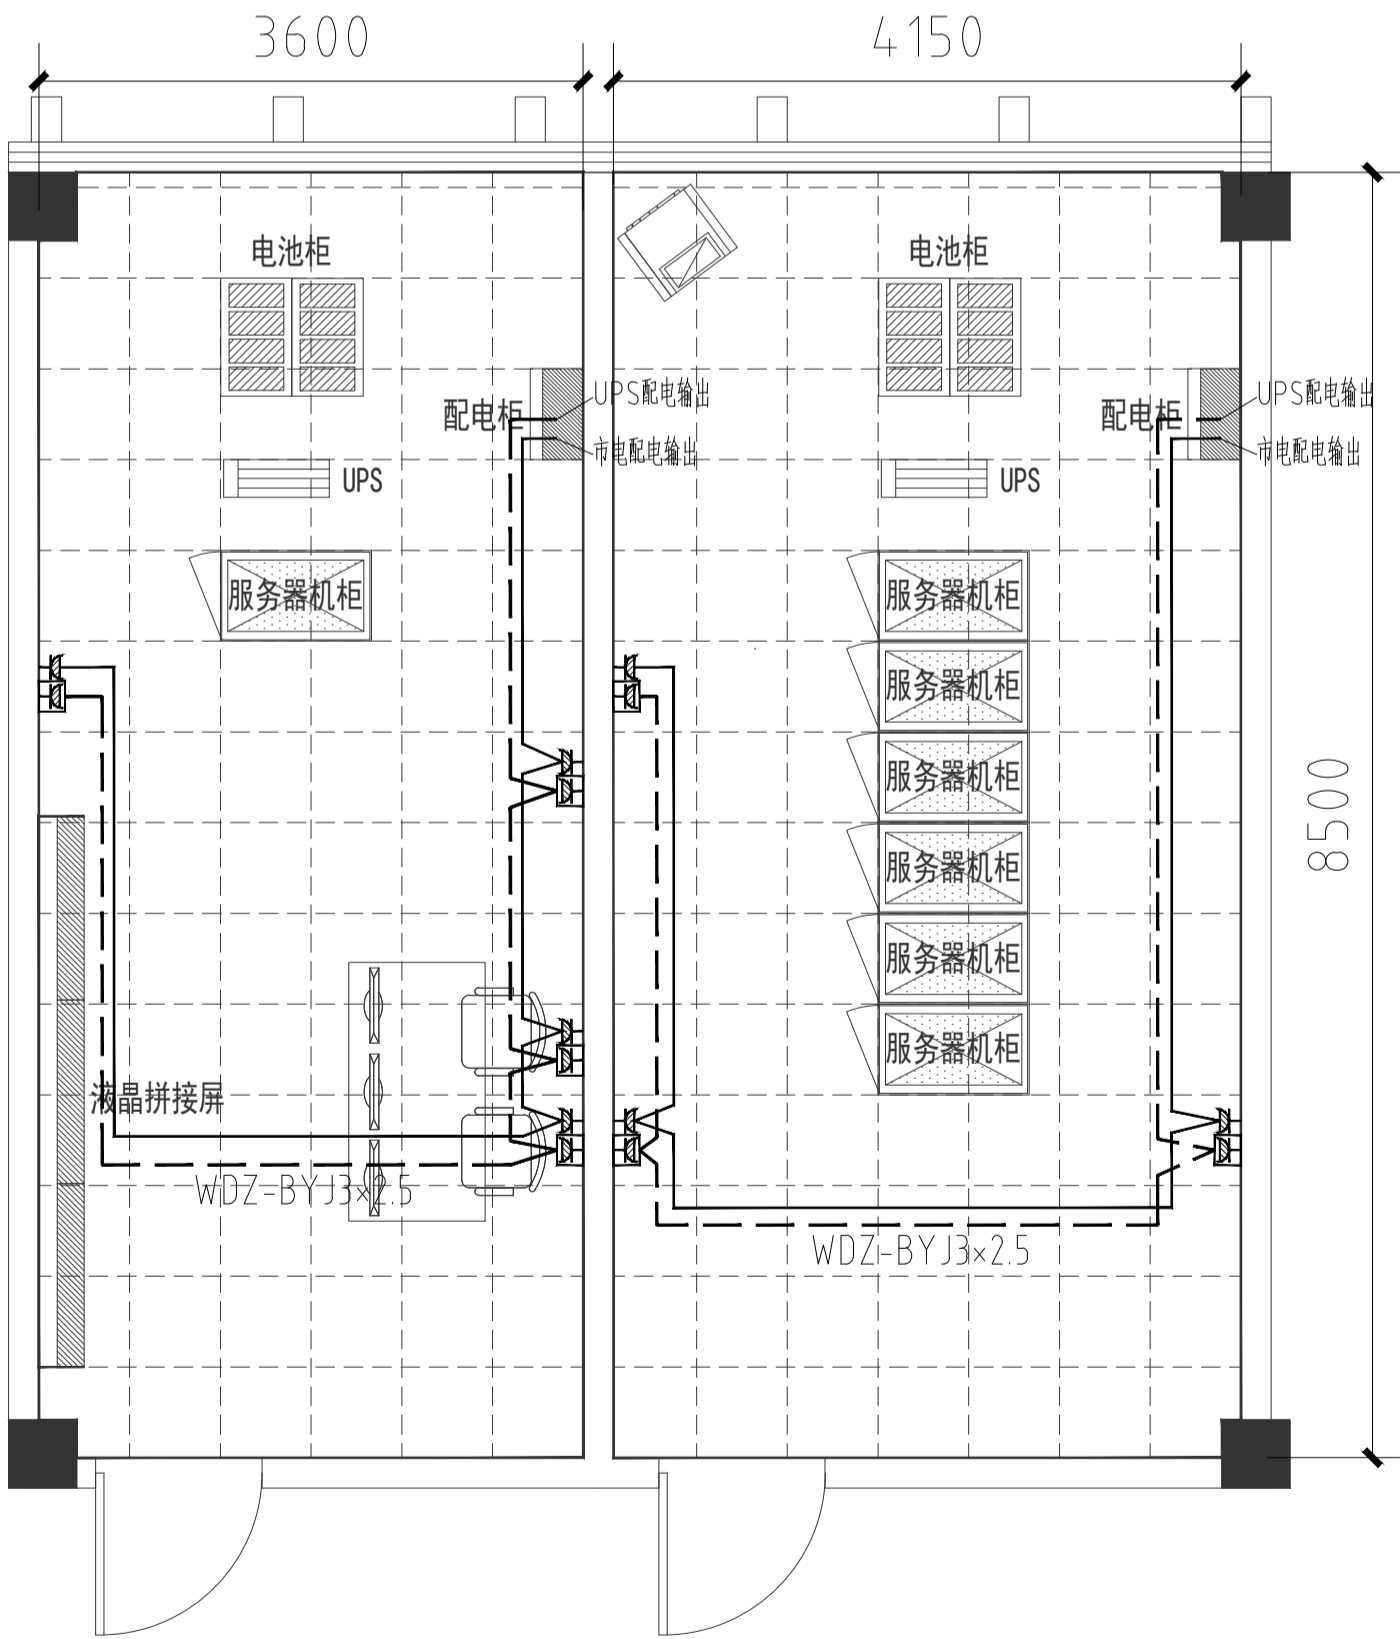 3600
4150
电池柜
电池柜
UPS配电输出
配电柜
市电配电输出
UPS配电输出
配电柜
市电配电输出
UPS
UPS
服务器机柜
服务器机柜
服务器机柜
服务器机柜
8500
服务器机柜
服务器机柜
服务器机柜
液晶拼接屏
WDZ-BYJ3×2.5
WDZ-BYJ3×2.5